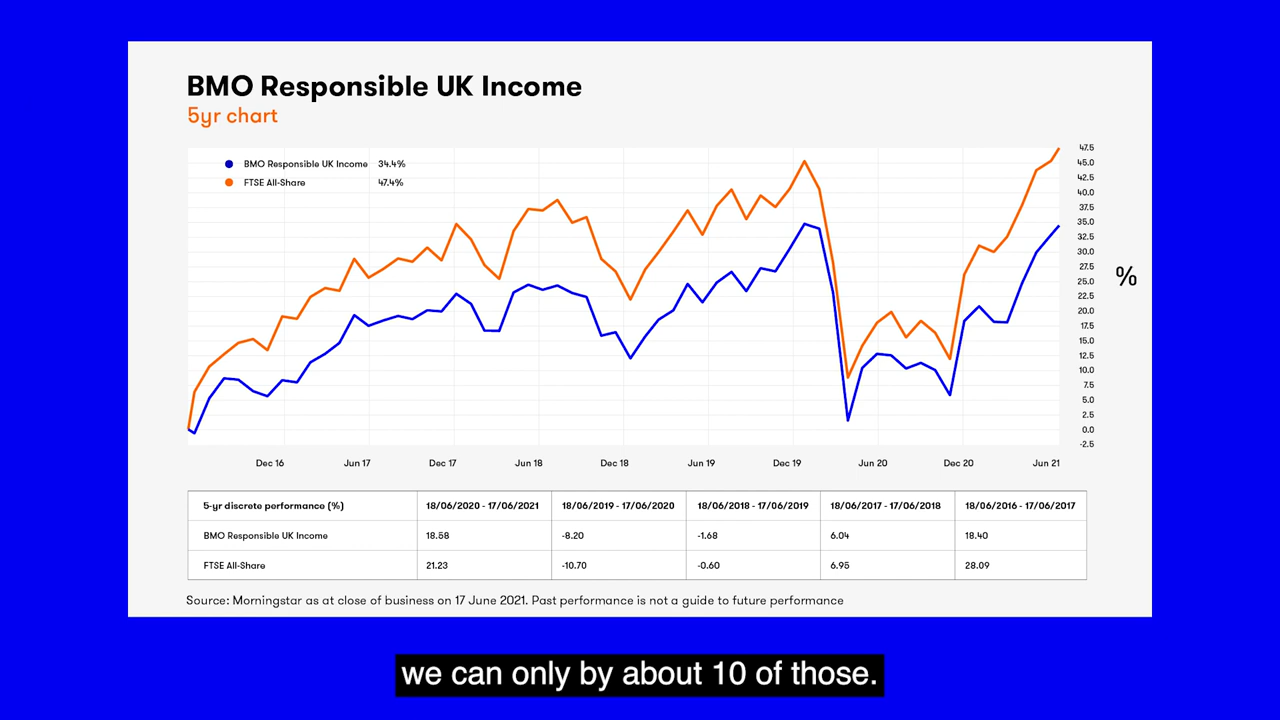 BMO Responsible UK Income
5yr chart
BMO Responsible UK Income 34.4%
FTSE All-Share 47.4%
47.5
45.0
42.5
40.0
37.5
35.0
32.5
30.0
27.5
25.0
22.5
20.0
17.5
15.0
12.5
10.0
7.5
5.0
2.5
0.0
-2.5
%
Dec 16 Jun 17 Dec 17 Jun 18 Dec 18 Jun 19 Dec 19 Jun 20 Dec 20 Jun 21
5-yr discrete performance (%) 18/06/2020 - 17/06/2021 18/06/2019 - 17/06/2020 18/06/2018 - 17/06/2019 18/06/2017 - 17/06/2018 18/06/2016 - 17/06/2017
BMO Responsible UK Income 18.58 -8.20 -1.68 6.04 18.40
FTSE All-Share 21.23 -10.70 -0.60 6.95 28.09
Source: Morningstar as at close of business on 17 June 2021. Past performance is not a guide to future performance
we can only by about 10 of those.